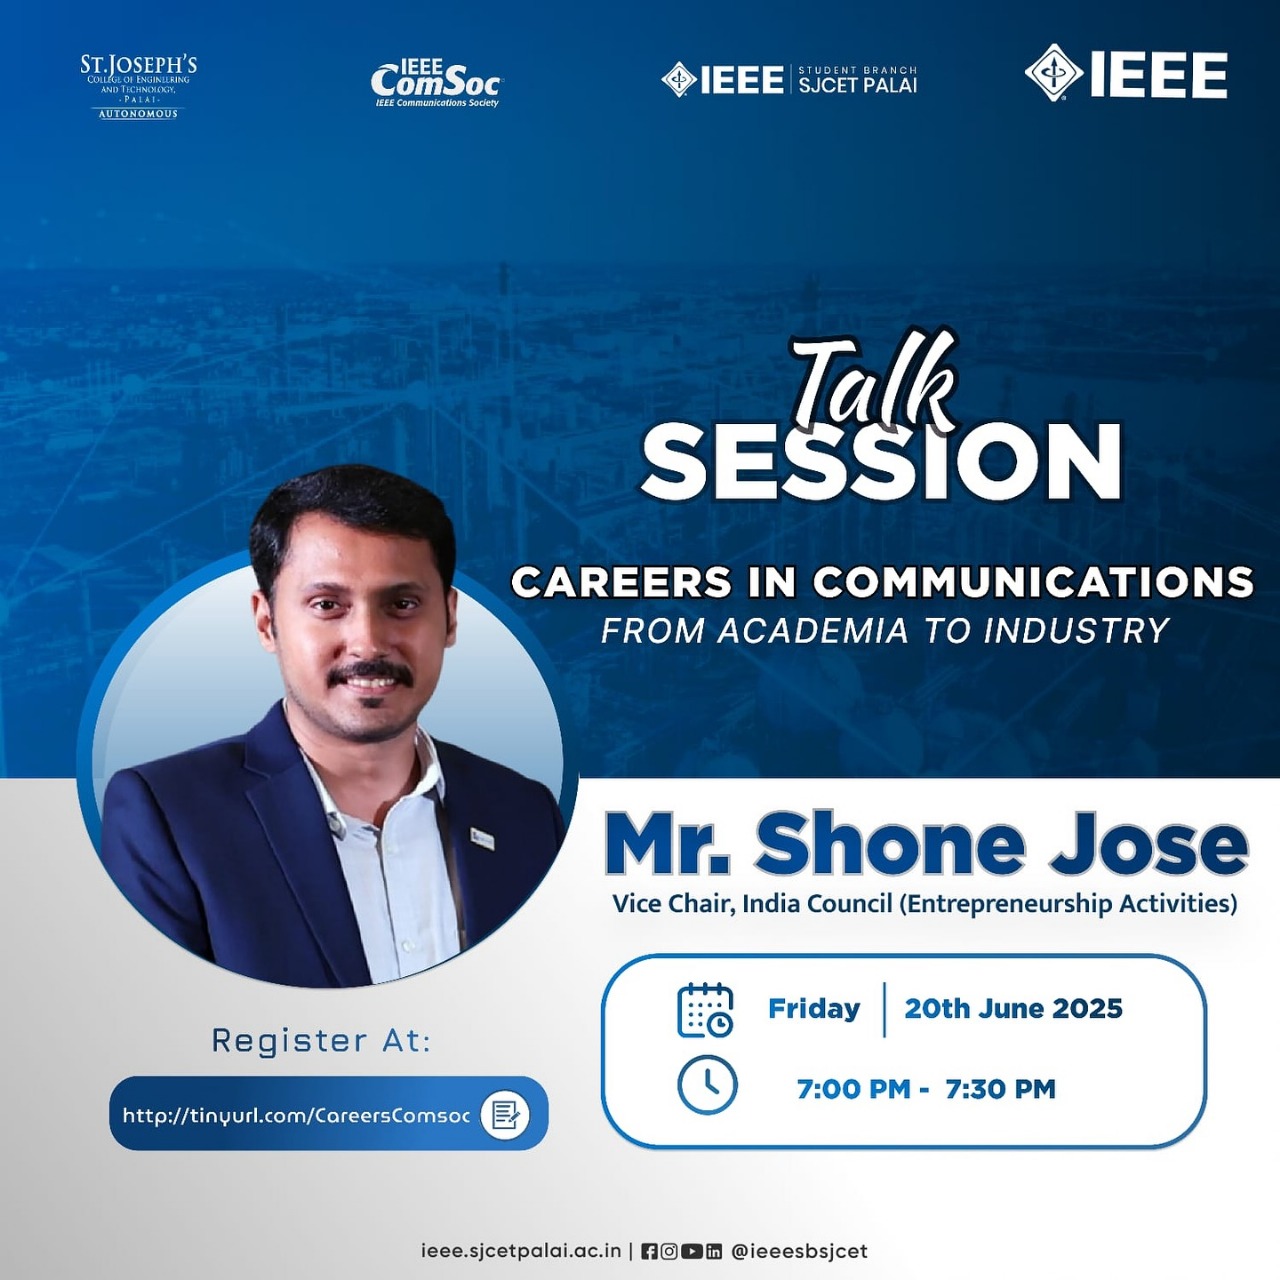 ST.JOSEPH'S
COLLEGE OF ENGINEERING
AND TECHNOLOGY,
- PALAI -
AUTONOMOUS
IEEE
ComSoc
IEEE Communications Society
IEEE
STUDENT BRANCH
SJCET PALAI
IEEE
Talk
SESSION
CAREERS IN COMMUNICATIONS
FROM ACADEMIA TO INDUSTRY
Mr. Shone Jose
Vice Chair, India Council (Entrepreneurship Activities)
Friday | 20th June 2025
7:00 PM - 7:30 PM
Register At:
http://tinyurl.com/CareersComsoc
ieee.sjcetpalai.ac.in | @ieeesbsjcet